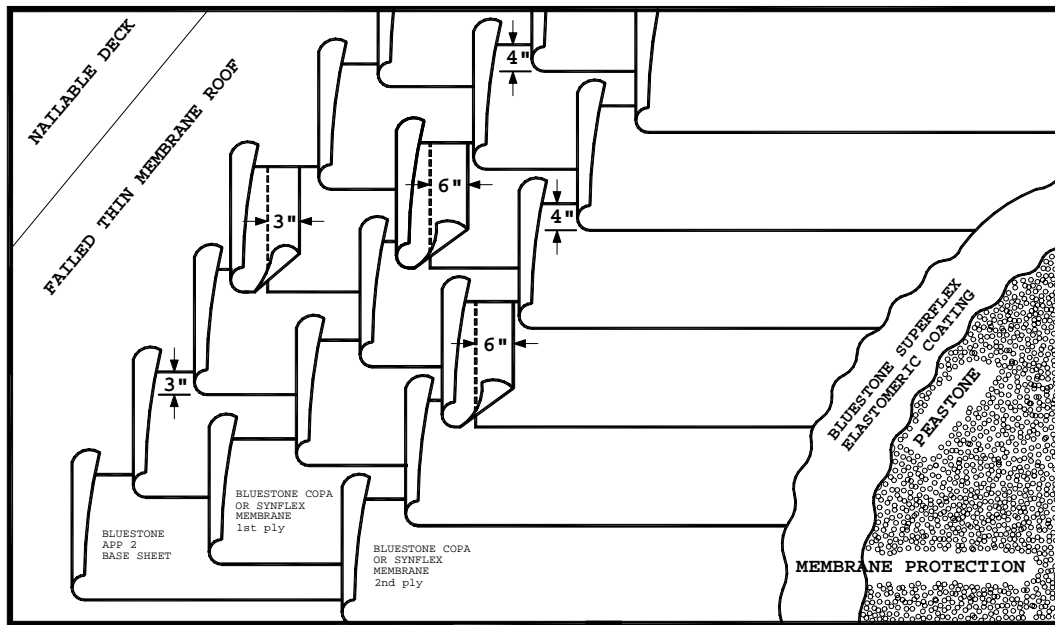 NAILABLE DECK
FAILED THIN MEMBRANE ROOF
4"
6"
3"
4"
6"
3"
BLUESTONE SUPERFLEX
ELASTOMERIC COATING
PEASTONE
BLUESTONE COPA
OR SYNFLEX
MEMBRANE
1st ply
BLUESTONE
APP 2
BASE SHEET
BLUESTONE COPA
OR SYNFLEX
MEMBRANE
2nd ply
MEMBRANE PROTECTION